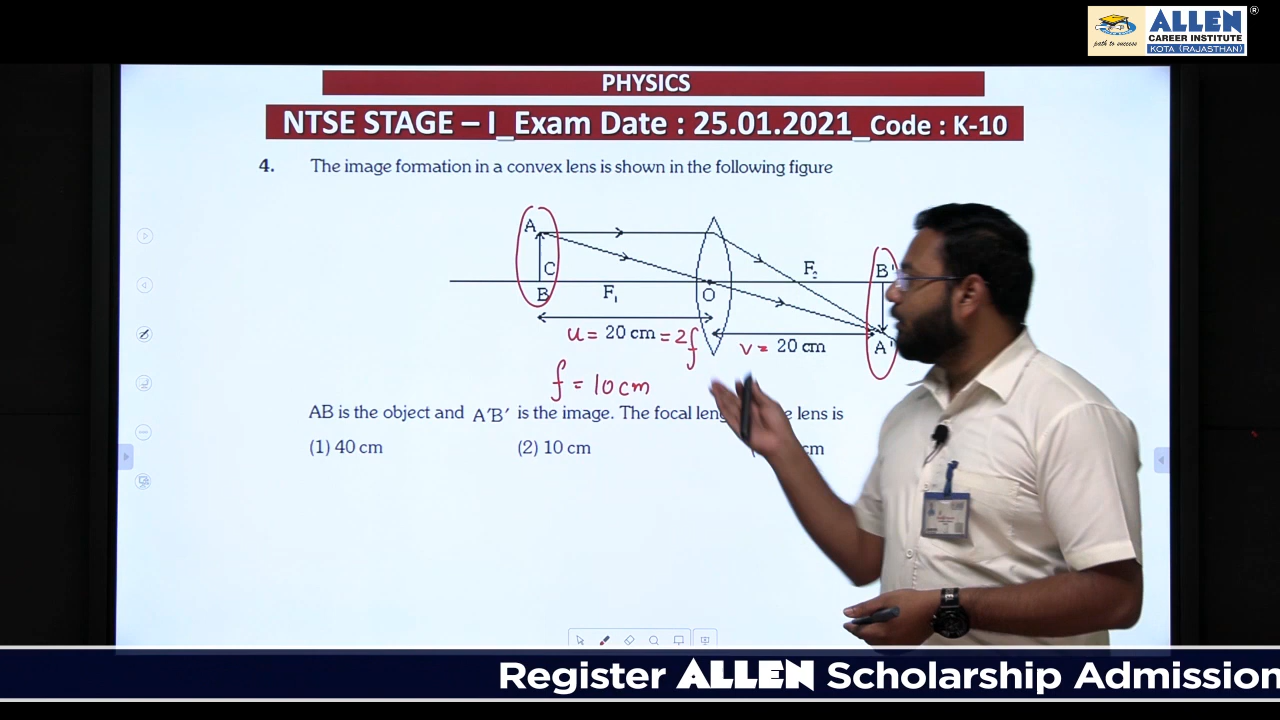 ALLEN
CAREER INSTITUTE
path to success
KOTA (RAJASTHAN)
®
PHYSICS
NTSE STAGE – I_Exam Date : 25.01.2021_Code : K-10
4. The image formation in a convex lens is shown in the following figure
A
C
B
F₁
O
F₂
B'
A'
u = 20 cm = 2f
v = 20 cm
f = 10 cm
AB is the object and A'B' is the image. The focal lens is
(1) 40 cm (2) 10 cm cm
Register ALLEN Scholarship Admission